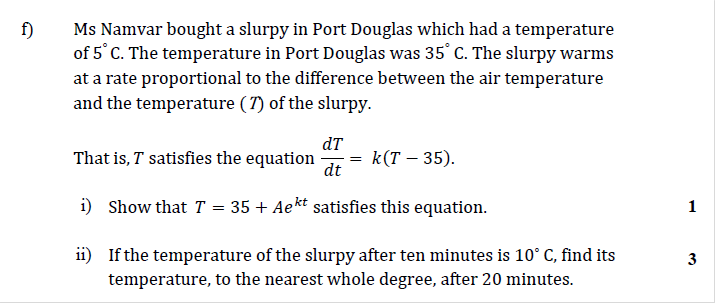 f) Ms Namvar bought a slurpy in Port Douglas which had a temperature
of 5° C. The temperature in Port Douglas was 35° C. The slurpy warms
at a rate proportional to the difference between the air temperature
and the temperature (T) of the slurpy.
That is, T satisfies the equation dT/dt = k(T − 35).
i) Show that T = 35 + Ae^{kt} satisfies this equation. 1
ii) If the temperature of the slurpy after ten minutes is 10° C, find its 3
temperature, to the nearest whole degree, after 20 minutes.